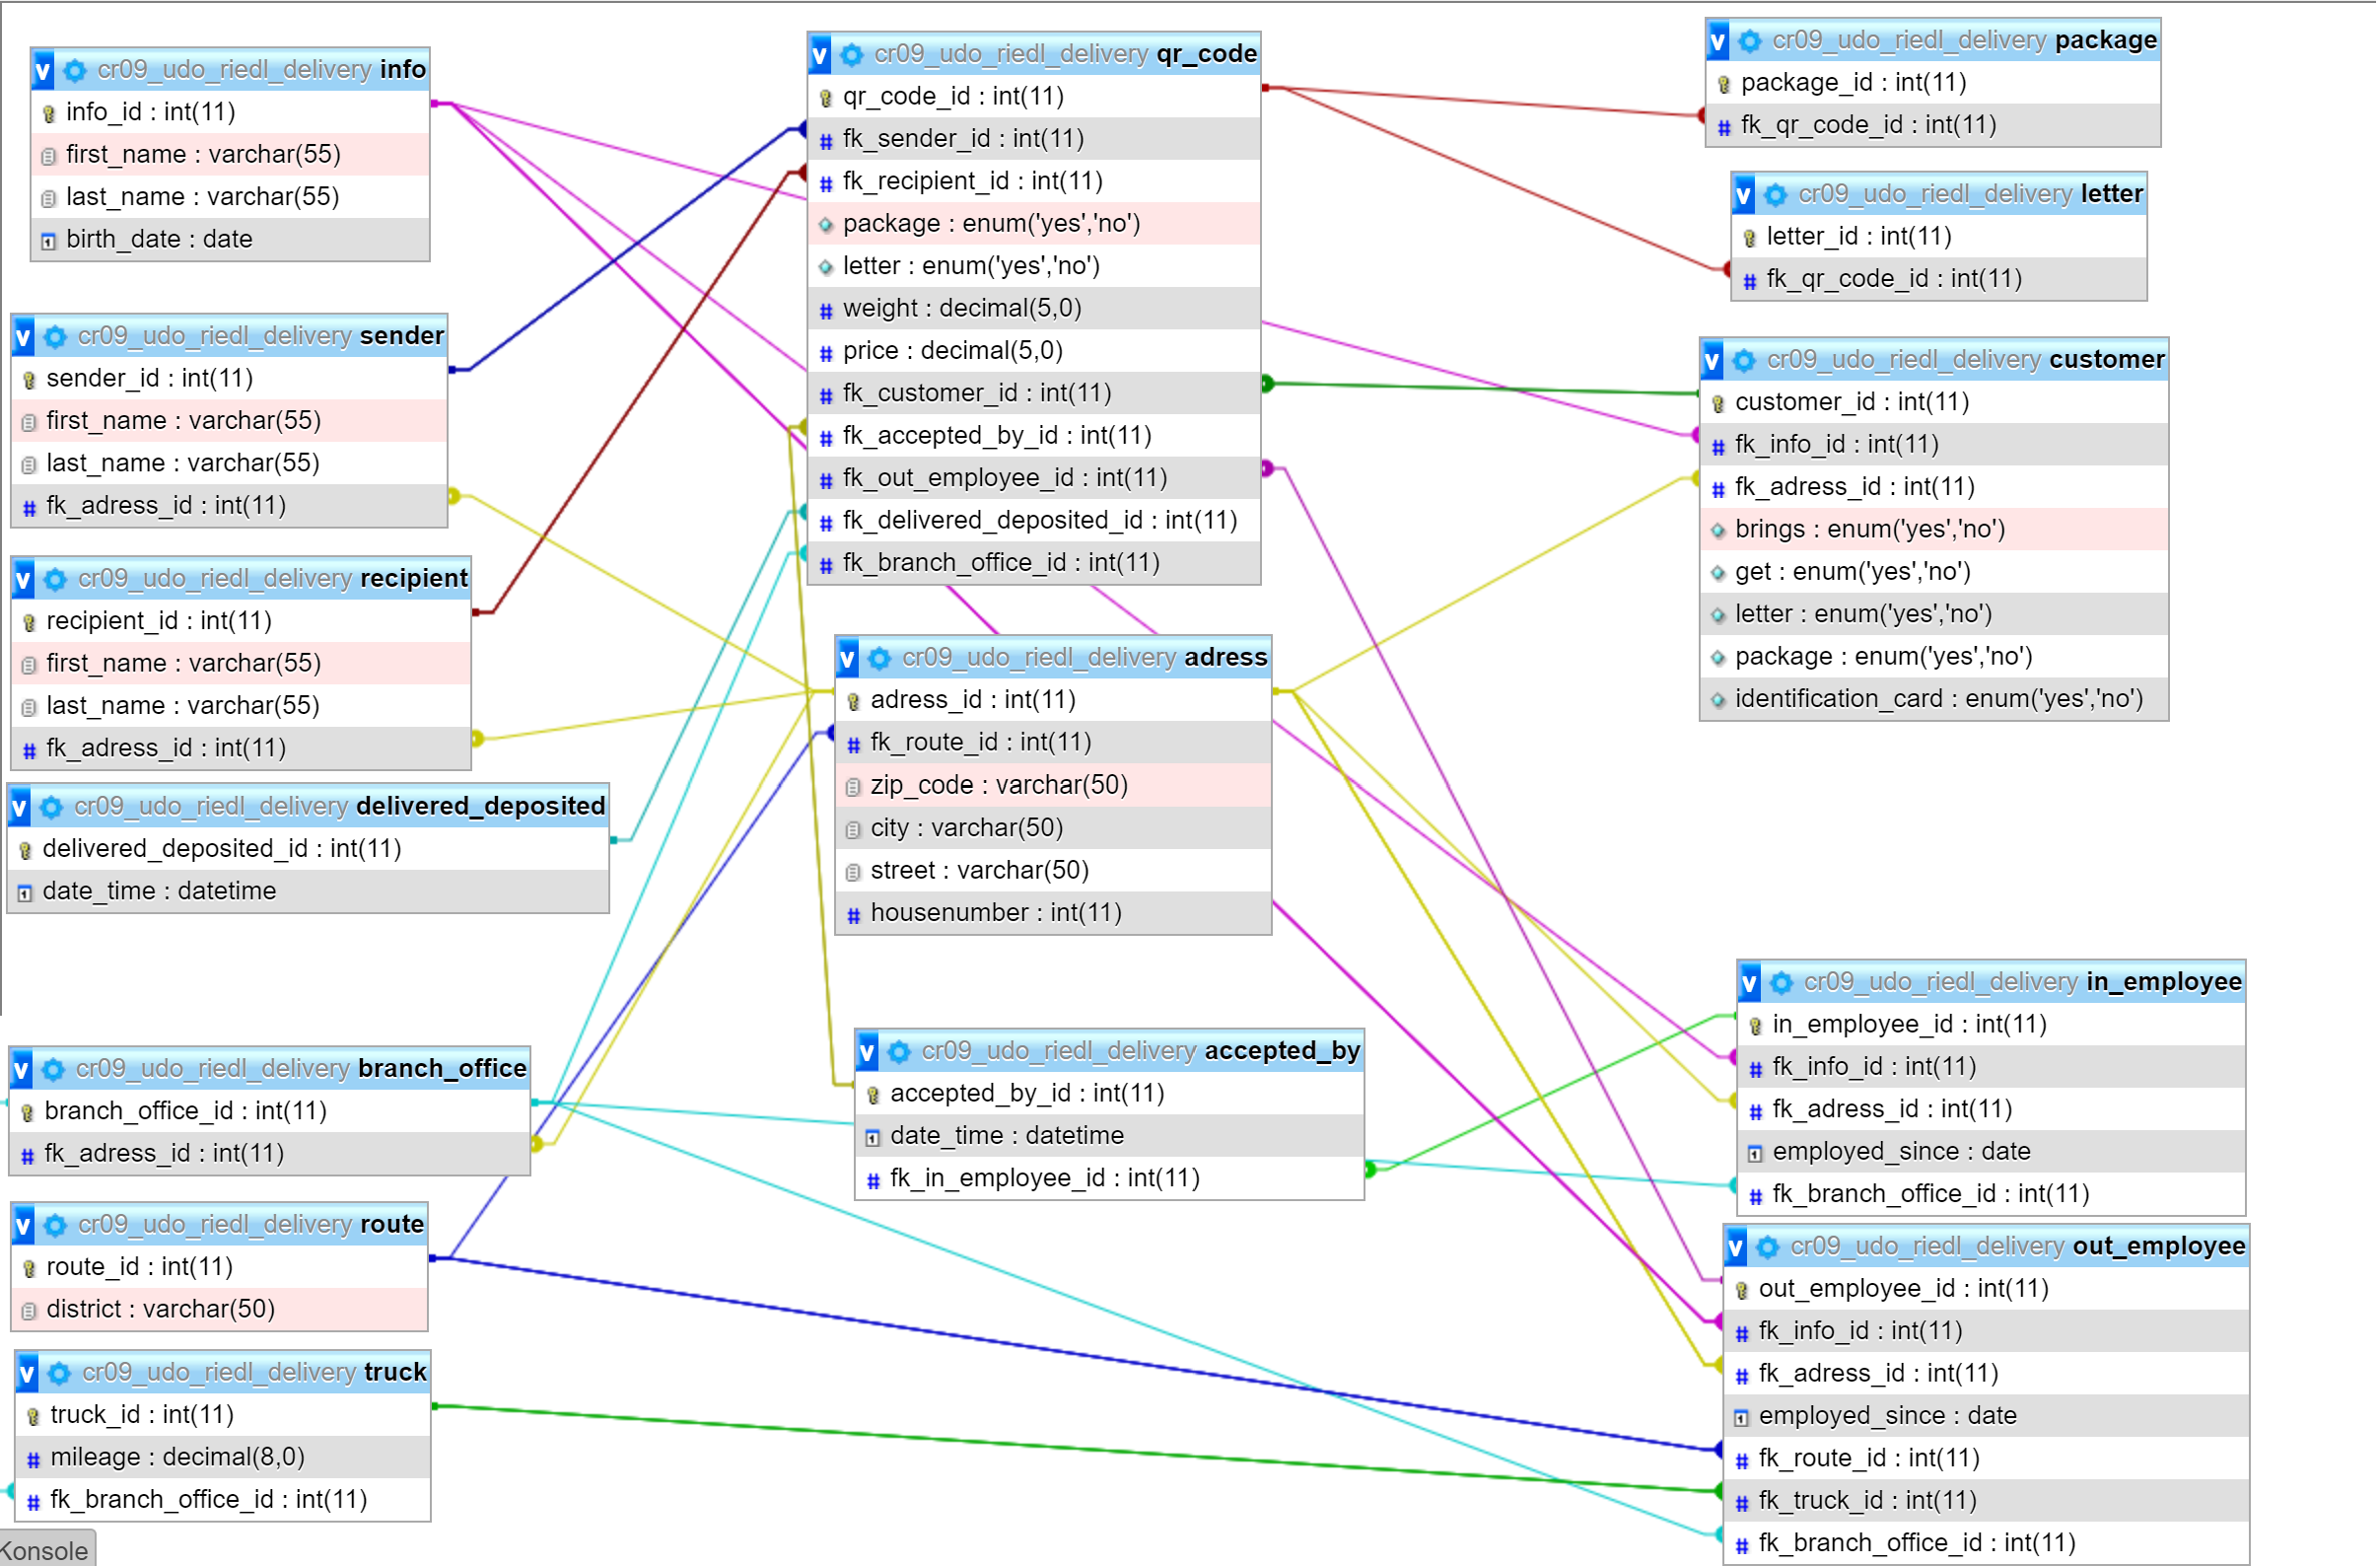 cr09_udo_riedl_delivery info
info_id : int(11)
first_name : varchar(55)
last_name : varchar(55)
birth_date : date
cr09_udo_riedl_delivery sender
sender_id : int(11)
first_name : varchar(55)
last_name : varchar(55)
fk_adress_id : int(11)
cr09_udo_riedl_delivery recipient
recipient_id : int(11)
first_name : varchar(55)
last_name : varchar(55)
fk_adress_id : int(11)
cr09_udo_riedl_delivery delivered_deposited
delivered_deposited_id : int(11)
date_time : datetime
cr09_udo_riedl_delivery branch_office
branch_office_id : int(11)
fk_adress_id : int(11)
cr09_udo_riedl_delivery route
route_id : int(11)
district : varchar(50)
cr09_udo_riedl_delivery truck
truck_id : int(11)
mileage : decimal(8,0)
fk_branch_office_id : int(11)
Konsole
cr09_udo_riedl_delivery qr_code
qr_code_id : int(11)
fk_sender_id : int(11)
fk_recipient_id : int(11)
package : enum('yes','no')
letter : enum('yes','no')
weight : decimal(5,0)
price : decimal(5,0)
fk_customer_id : int(11)
fk_accepted_by_id : int(11)
fk_out_employee_id : int(11)
fk_delivered_deposited_id : int(11)
fk_branch_office_id : int(11)
cr09_udo_riedl_delivery adress
adress_id : int(11)
fk_route_id : int(11)
zip_code : varchar(50)
city : varchar(50)
street : varchar(50)
housenumber : int(11)
cr09_udo_riedl_delivery accepted_by
accepted_by_id : int(11)
date_time : datetime
fk_in_employee_id : int(11)
cr09_udo_riedl_delivery package
package_id : int(11)
fk_qr_code_id : int(11)
cr09_udo_riedl_delivery letter
letter_id : int(11)
fk_qr_code_id : int(11)
cr09_udo_riedl_delivery customer
customer_id : int(11)
fk_info_id : int(11)
fk_adress_id : int(11)
brings : enum('yes','no')
get : enum('yes','no')
letter : enum('yes','no')
package : enum('yes','no')
identification_card : enum('yes','no')
cr09_udo_riedl_delivery in_employee
in_employee_id : int(11)
fk_info_id : int(11)
fk_adress_id : int(11)
employed_since : date
fk_branch_office_id : int(11)
cr09_udo_riedl_delivery out_employee
out_employee_id : int(11)
fk_info_id : int(11)
fk_adress_id : int(11)
employed_since : date
fk_route_id : int(11)
fk_truck_id : int(11)
fk_branch_office_id : int(11)